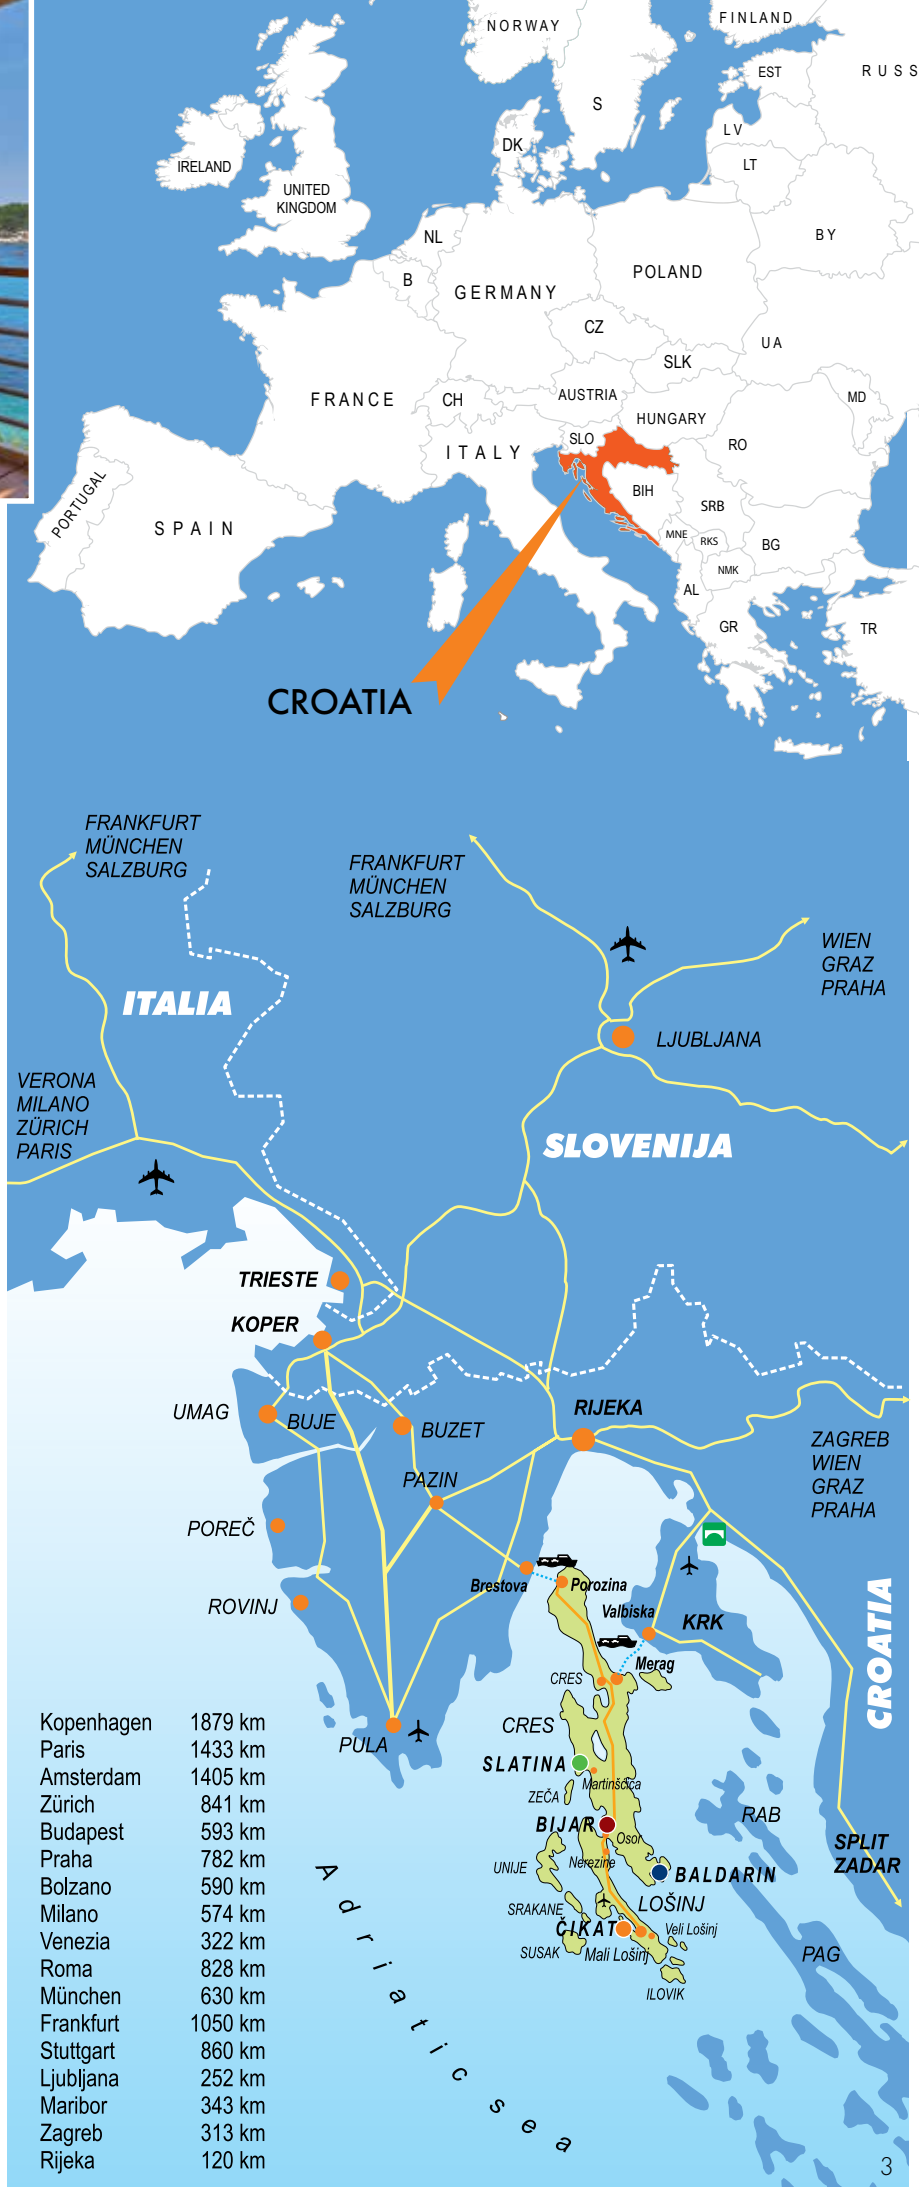 NORWAY
FINLAND
EST
RUSS
S
LV
DK
LT
IRELAND
UNITED
KINGDOM
NL
BY
B
GERMANY
POLAND
CZ
UA
SLK
FRANCE
CH
AUSTRIA
MD
HUNGARY
ITALY
SLO
RO
PORTUGAL
SPAIN
BIH
SRB
MNE
RKS
BG
NMK
AL
GR
TR
CROATIA
FRANKFURT
MÜNCHEN
SALZBURG
FRANKFURT
MÜNCHEN
SALZBURG
WIEN
GRAZ
PRAHA
ITALIA
LJUBLJANA
VERONA
MILANO
ZÜRICH
PARIS
SLOVENIJA
TRIESTE
KOPER
UMAG
BUJE
BUZET
RIJEKA
ZAGREB
WIEN
GRAZ
PRAHA
PAZIN
POREČ
Brestova
Porozina
ROVINJ
Valbiska
KRK
CROATIA
Merag
CRES
CRES
PULA
SLATINA
Martinšćica
ZEČA
BIJAR
Osor
RAB
SPLIT
ZADAR
UNIJE
Nerezine
BALDARIN
SRAKANE
LOŠINJ
ČIKAT
Veli Lošinj
SUSAK
Mali Lošinj
PAG
ILOVIK
Adriatic sea
Kopenhagen 1879 km
Paris 1433 km
Amsterdam 1405 km
Zürich 841 km
Budapest 593 km
Praha 782 km
Bolzano 590 km
Milano 574 km
Venezia 322 km
Roma 828 km
München 630 km
Frankfurt 1050 km
Stuttgart 860 km
Ljubljana 252 km
Maribor 343 km
Zagreb 313 km
Rijeka 120 km
3